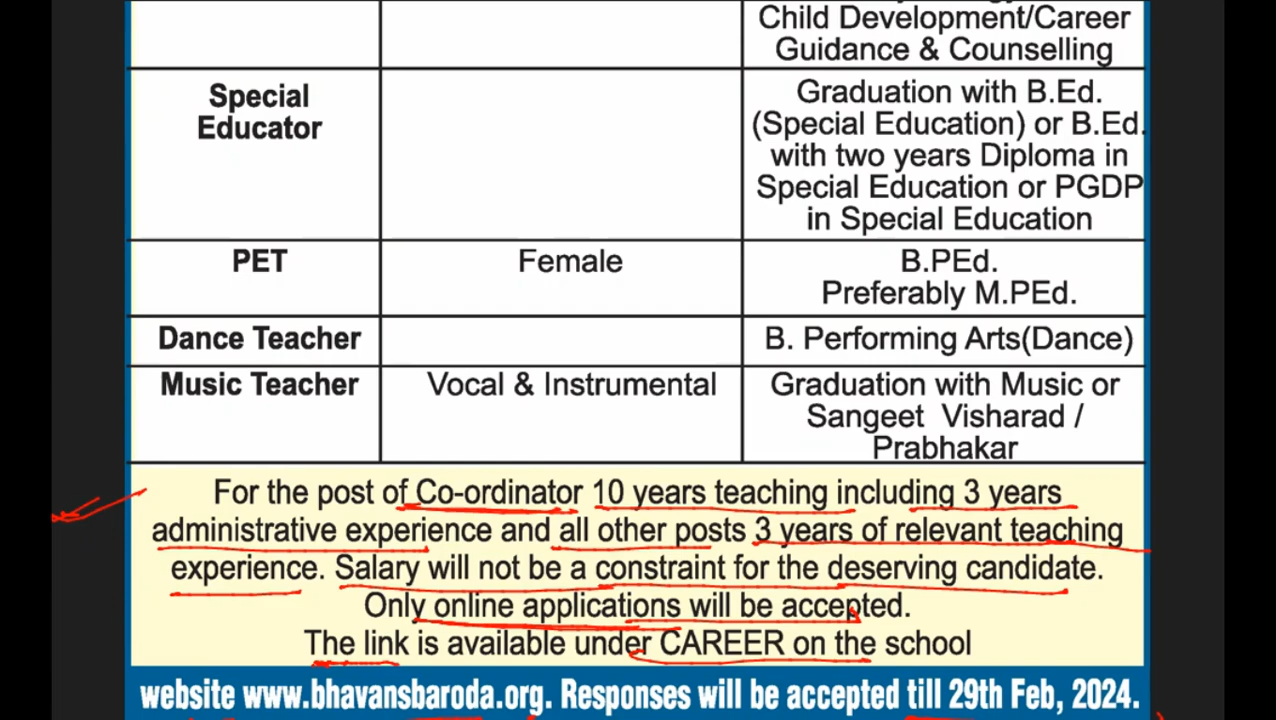 Child Development/Career
Guidance & Counselling
Special
Educator
Graduation with B.Ed.
(Special Education) or B.Ed.
with two years Diploma in
Special Education or PGDP
in Special Education
PET
Female
B.PEd.
Preferably M.PEd.
Dance Teacher
B. Performing Arts(Dance)
Music Teacher
Vocal & Instrumental
Graduation with Music or
Sangeet Visharad /
Prabhakar
For the post of Co-ordinator 10 years teaching including 3 years
administrative experience and all other posts 3 years of relevant teaching
experience. Salary will not be a constraint for the deserving candidate.
Only online applications will be accepted.
The link is available under CAREER on the school
website www.bhavansbaroda.org. Responses will be accepted till 29th Feb, 2024.